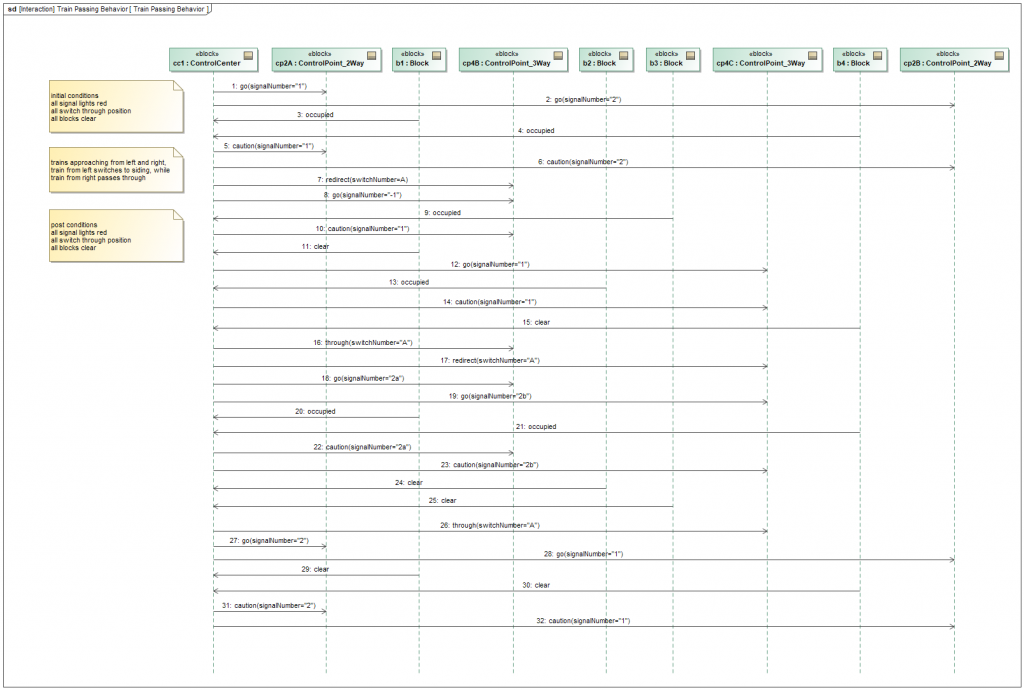 sd [Interaction] Train Passing Behavior [ Train Passing Behavior ]
«block»
cc1 : ControlCenter
«block»
cp2A : ControlPoint_2Way
«block»
b1 : Block
«block»
cp4B : ControlPoint_3Way
«block»
b2 : Block
«block»
b3 : Block
«block»
cp4C : ControlPoint_3Way
«block»
b4 : Block
«block»
cp2B : ControlPoint_2Way
initial conditions
all signal lights red
all switch through position
all blocks clear
trains approaching from left and right,
train from left switches to siding, while
train from right passes through
post conditions
all signal lights red
all switch through position
all blocks clear
1: go(signalNumber="1")
2: go(signalNumber="2")
3: occupied
4: occupied
5: caution(signalNumber="1")
6: caution(signalNumber="2")
7: redirect(switchNumber=A)
8: go(signalNumber="-1")
9: occupied
10: caution(signalNumber="1")
11: clear
12: go(signalNumber="1")
13: occupied
14: caution(signalNumber="1")
15: clear
16: through(switchNumber="A")
17: redirect(switchNumber="A")
18: go(signalNumber="2a")
19: go(signalNumber="2b")
20: occupied
21: occupied
22: caution(signalNumber="2a")
23: caution(signalNumber="2b")
24: clear
25: clear
26: through(switchNumber="A")
27: go(signalNumber="2")
28: go(signalNumber="1")
29: clear
30: clear
31: caution(signalNumber="2")
32: caution(signalNumber="1")